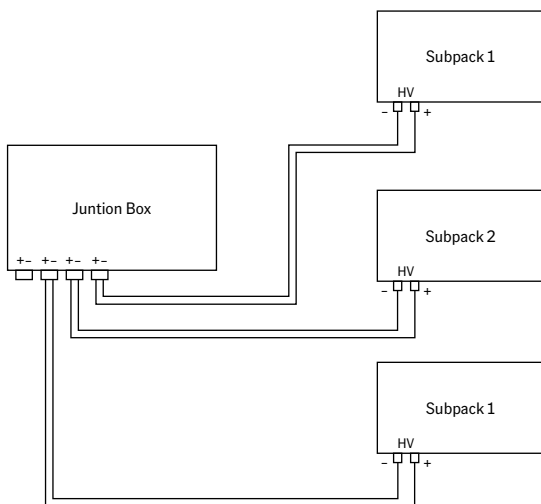 Subpack 1
HV
- +
Juntion Box
+- +- +- +-
Subpack 2
HV
- +
Subpack 1
HV
- +